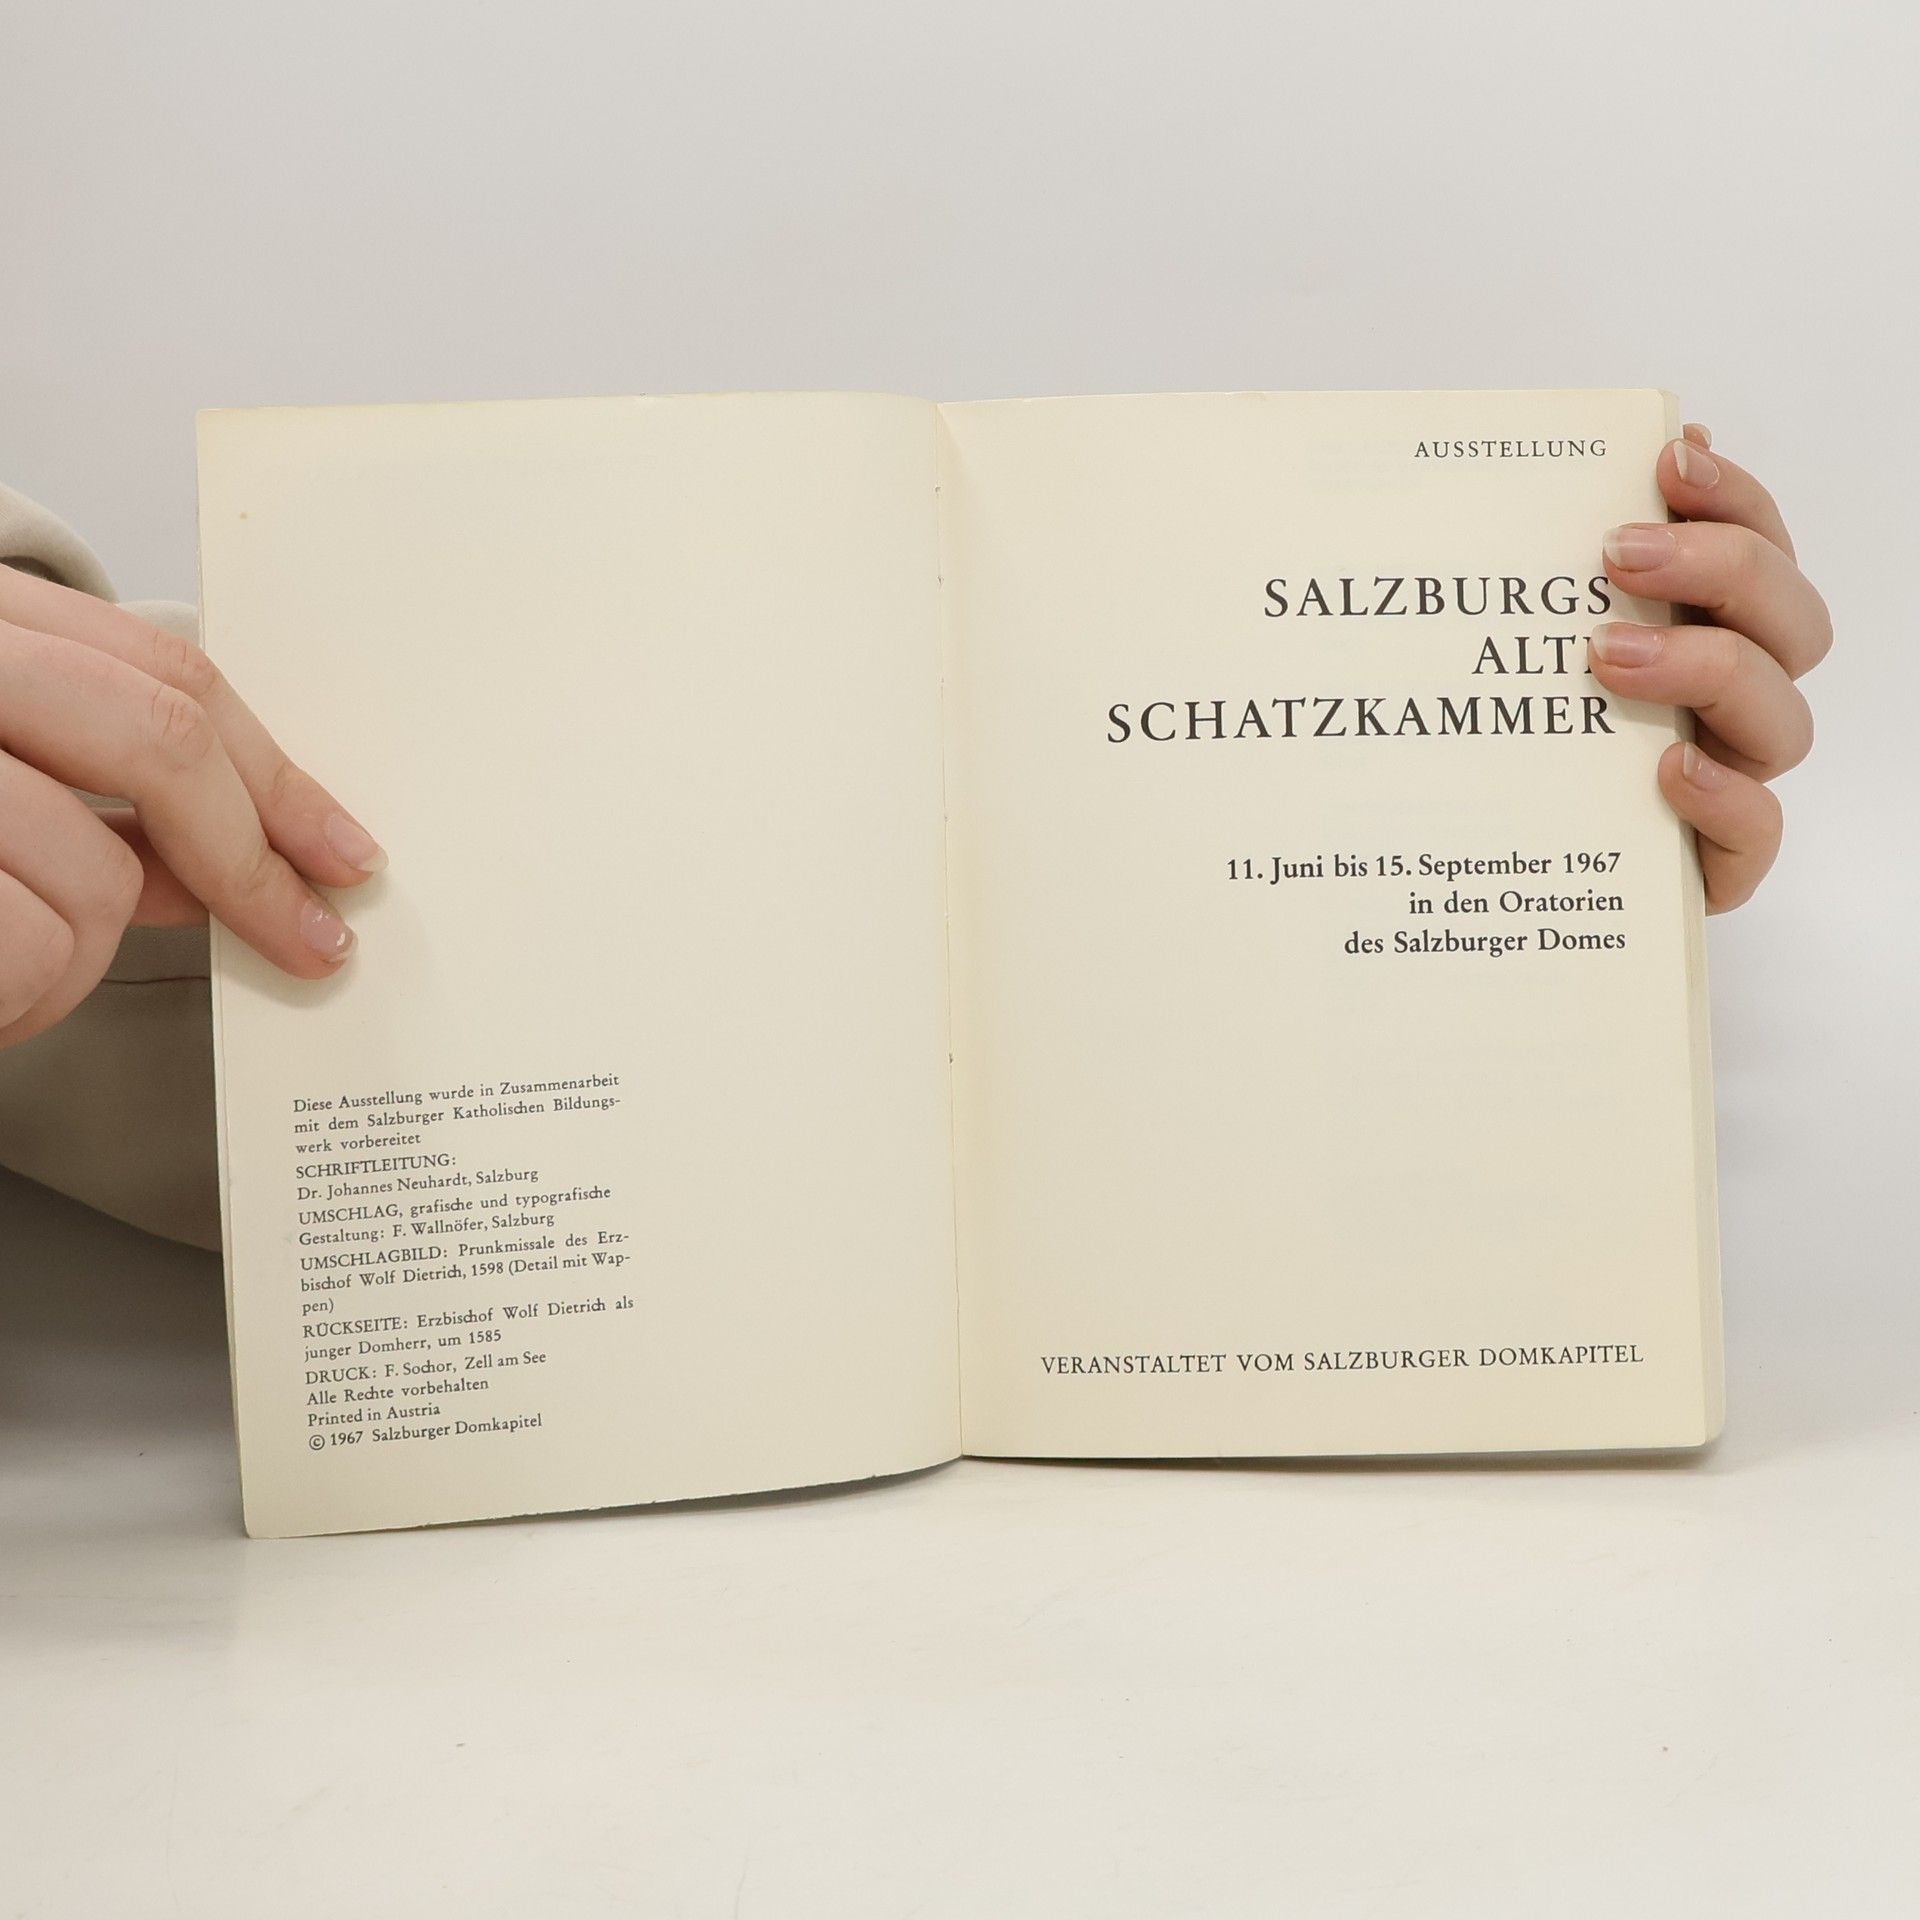 Diese Ausstellung wurde in Zusammenarbeit
mit dem Salzburger Katholischen Bildungs-
werk vorbereitet
SCHRIFTLEITUNG:
Dr. Johannes Neuhardt, Salzburg
UMSCHLAG, grafische und typografische
Gestaltung: F. Wallnöfer, Salzburg
UMSCHLAGBILD: Prunkmissale des Erz-
bischof Wolf Dietrich, 1598 (Detail mit Wap-
pen)
RÜCKSEITE: Erzbischof Wolf Dietrich als
junger Domherr, um 1585
DRUCK: F. Sochor, Zell am See
Alle Rechte vorbehalten
Printed in Austria
© 1967 Salzburger Domkapitel
AUSSTELLUNG
SALZBURGS
ALTE
SCHATZKAMMER
11. Juni bis 15. September 1967
in den Oratorien
des Salzburger Domes
VERANSTALTET VOM SALZBURGER DOMKAPITEL